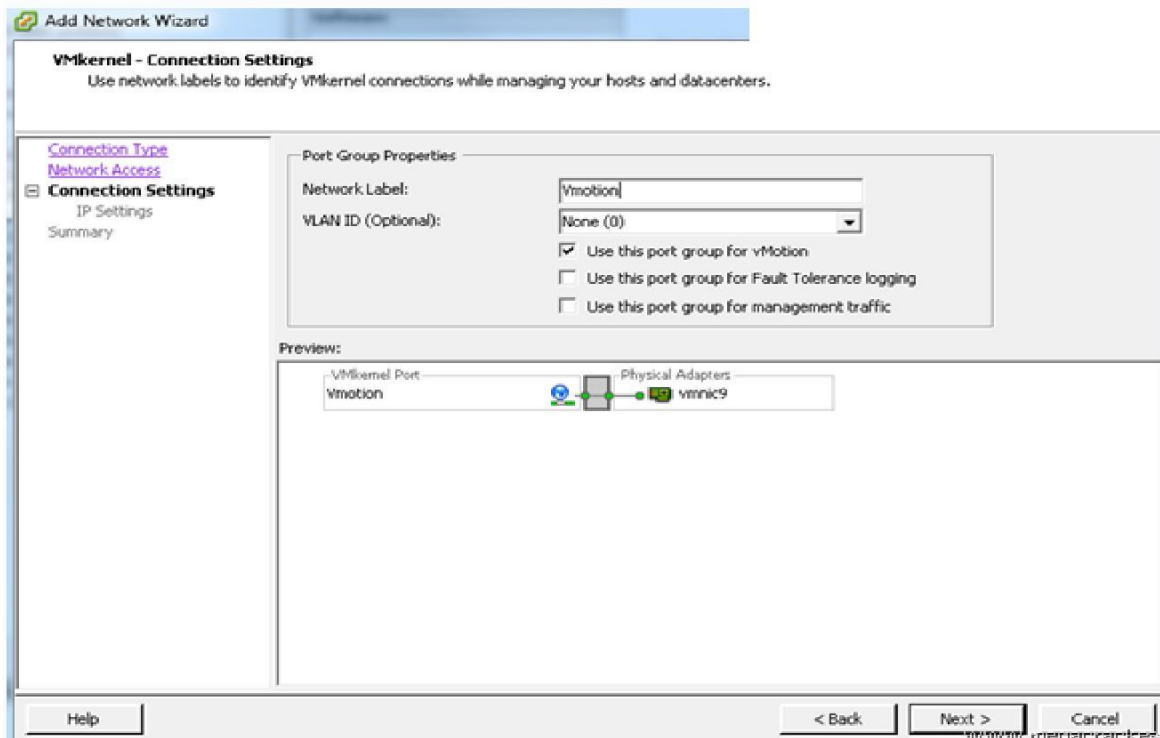 Add Network Wizard
VMkernel - Connection Settings
Use network labels to identify VMkernel connections while managing your hosts and datacenters.
Connection Type
Network Access
Connection Settings
IP Settings
Summary
Port Group Properties
Network Label:
Vmotion
VLAN ID (Optional):
None (0)
Use this port group for vMotion
Use this port group for Fault Tolerance logging
Use this port group for management traffic
Preview:
VMkernel Port
Vmotion
Physical Adapters
vmnic9
Help
< Back
Next >
Cancel